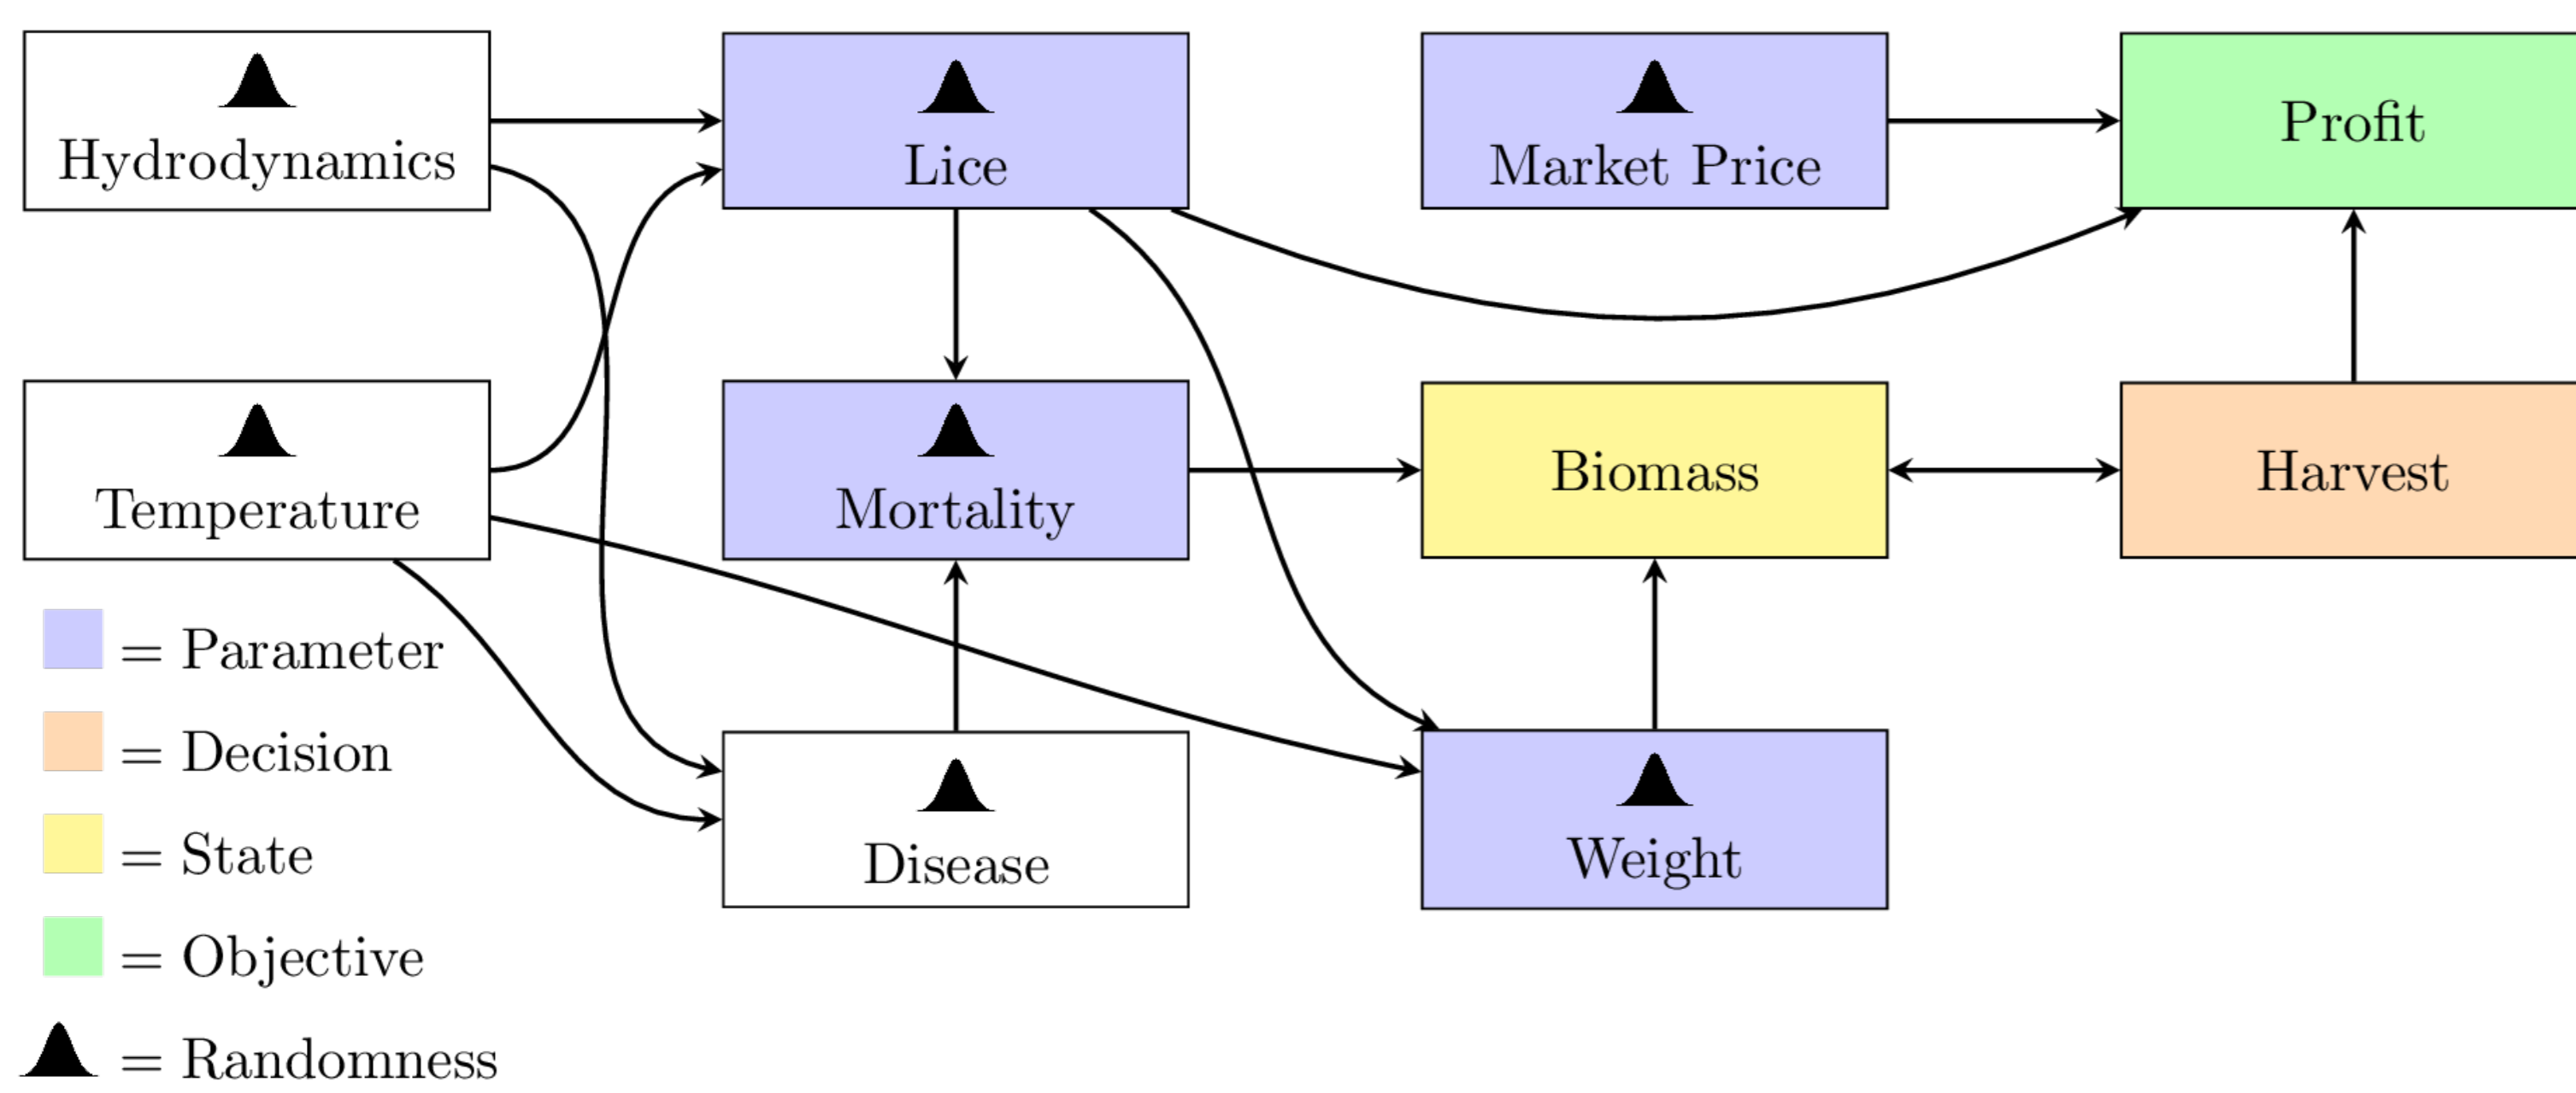 Hydrodynamics
Lice
Market Price
Profit
Temperature
Mortality
Biomass
Harvest
Disease
Weight
= Parameter
= Decision
= State
= Objective
= Randomness